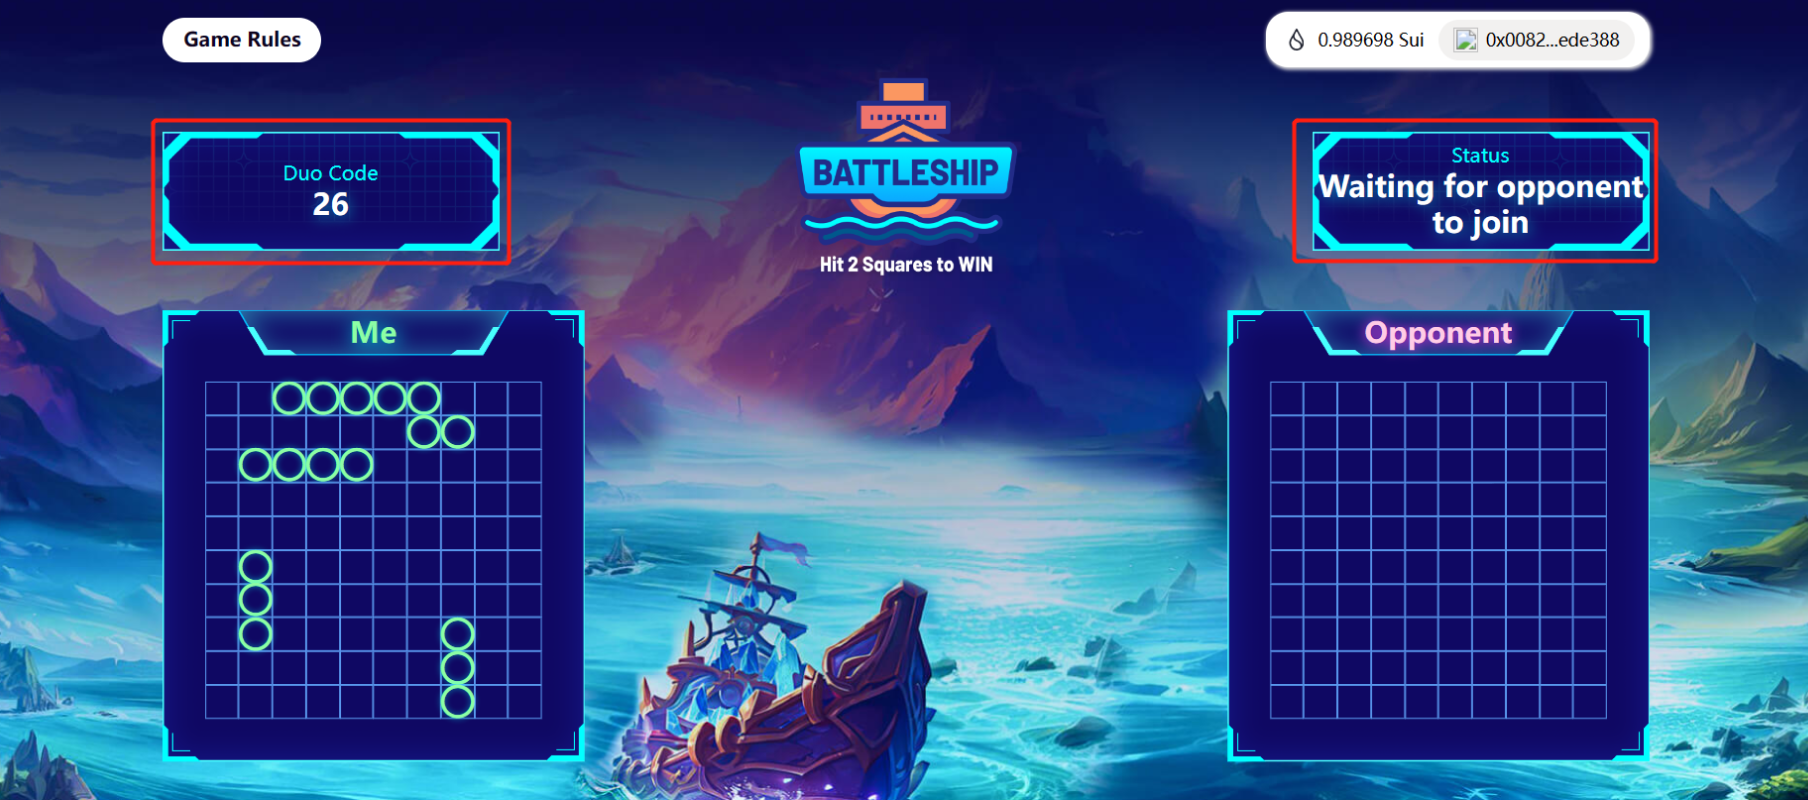 Game Rules
0.989698 Sui
0x0082...ede388
Duo Code
26
BATTLESHIP
Hit 2 Squares to WIN
Status
Waiting for opponent
to join
Me
Opponent